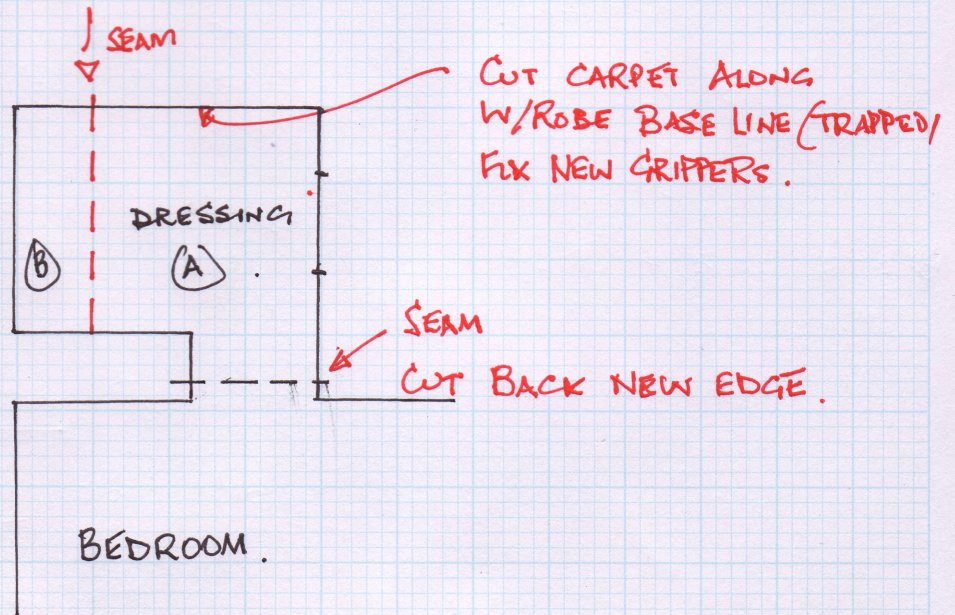 SEAM
CUT CARPET ALONG
W/ROBE BASE LINE (TRAPPED/
FIX NEW GRIPPERS.
DRESSING
B
A
SEAM
CUT BACK NEW EDGE.
BEDROOM.